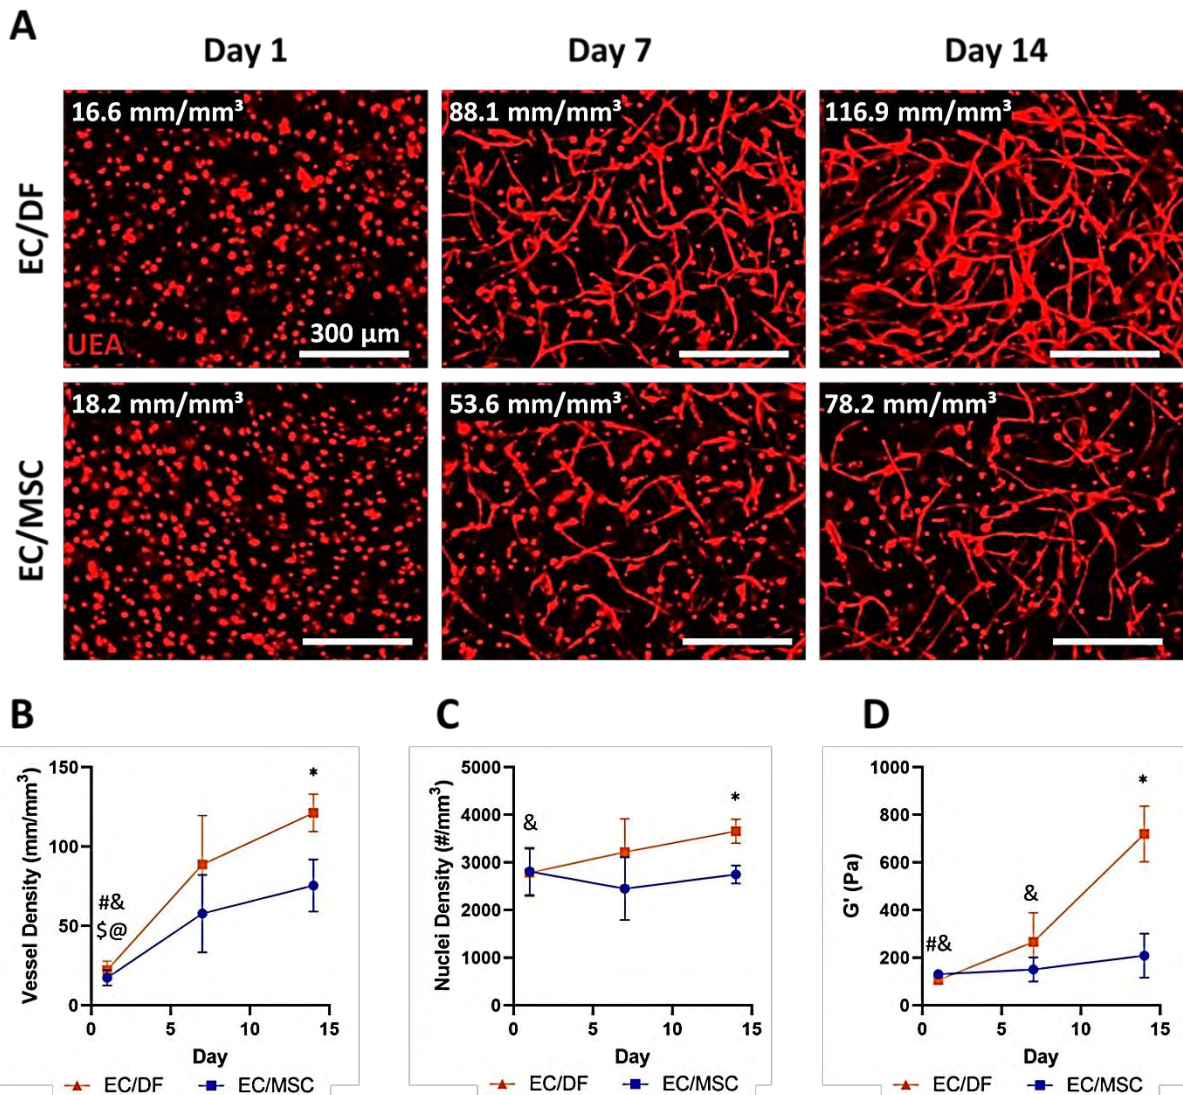 A
Day 1
Day 7
Day 14
EC/DF
16.6 mm/mm³
88.1 mm/mm³
116.9 mm/mm³
UEA
300 µm
EC/MSC
18.2 mm/mm³
53.6 mm/mm³
78.2 mm/mm³
B
Vessel Density (mm/mm³)
150
100
50
0
#&
$@
*
0 5 10 15
Day
EC/DF EC/MSC
C
Nuclei Density (#/mm³)
5000
4000
3000
2000
1000
0
&
*
0 5 10 15
Day
EC/DF EC/MSC
D
G' (Pa)
1000
800
600
400
200
0
#&
&
*
0 5 10 15
Day
EC/DF EC/MSC